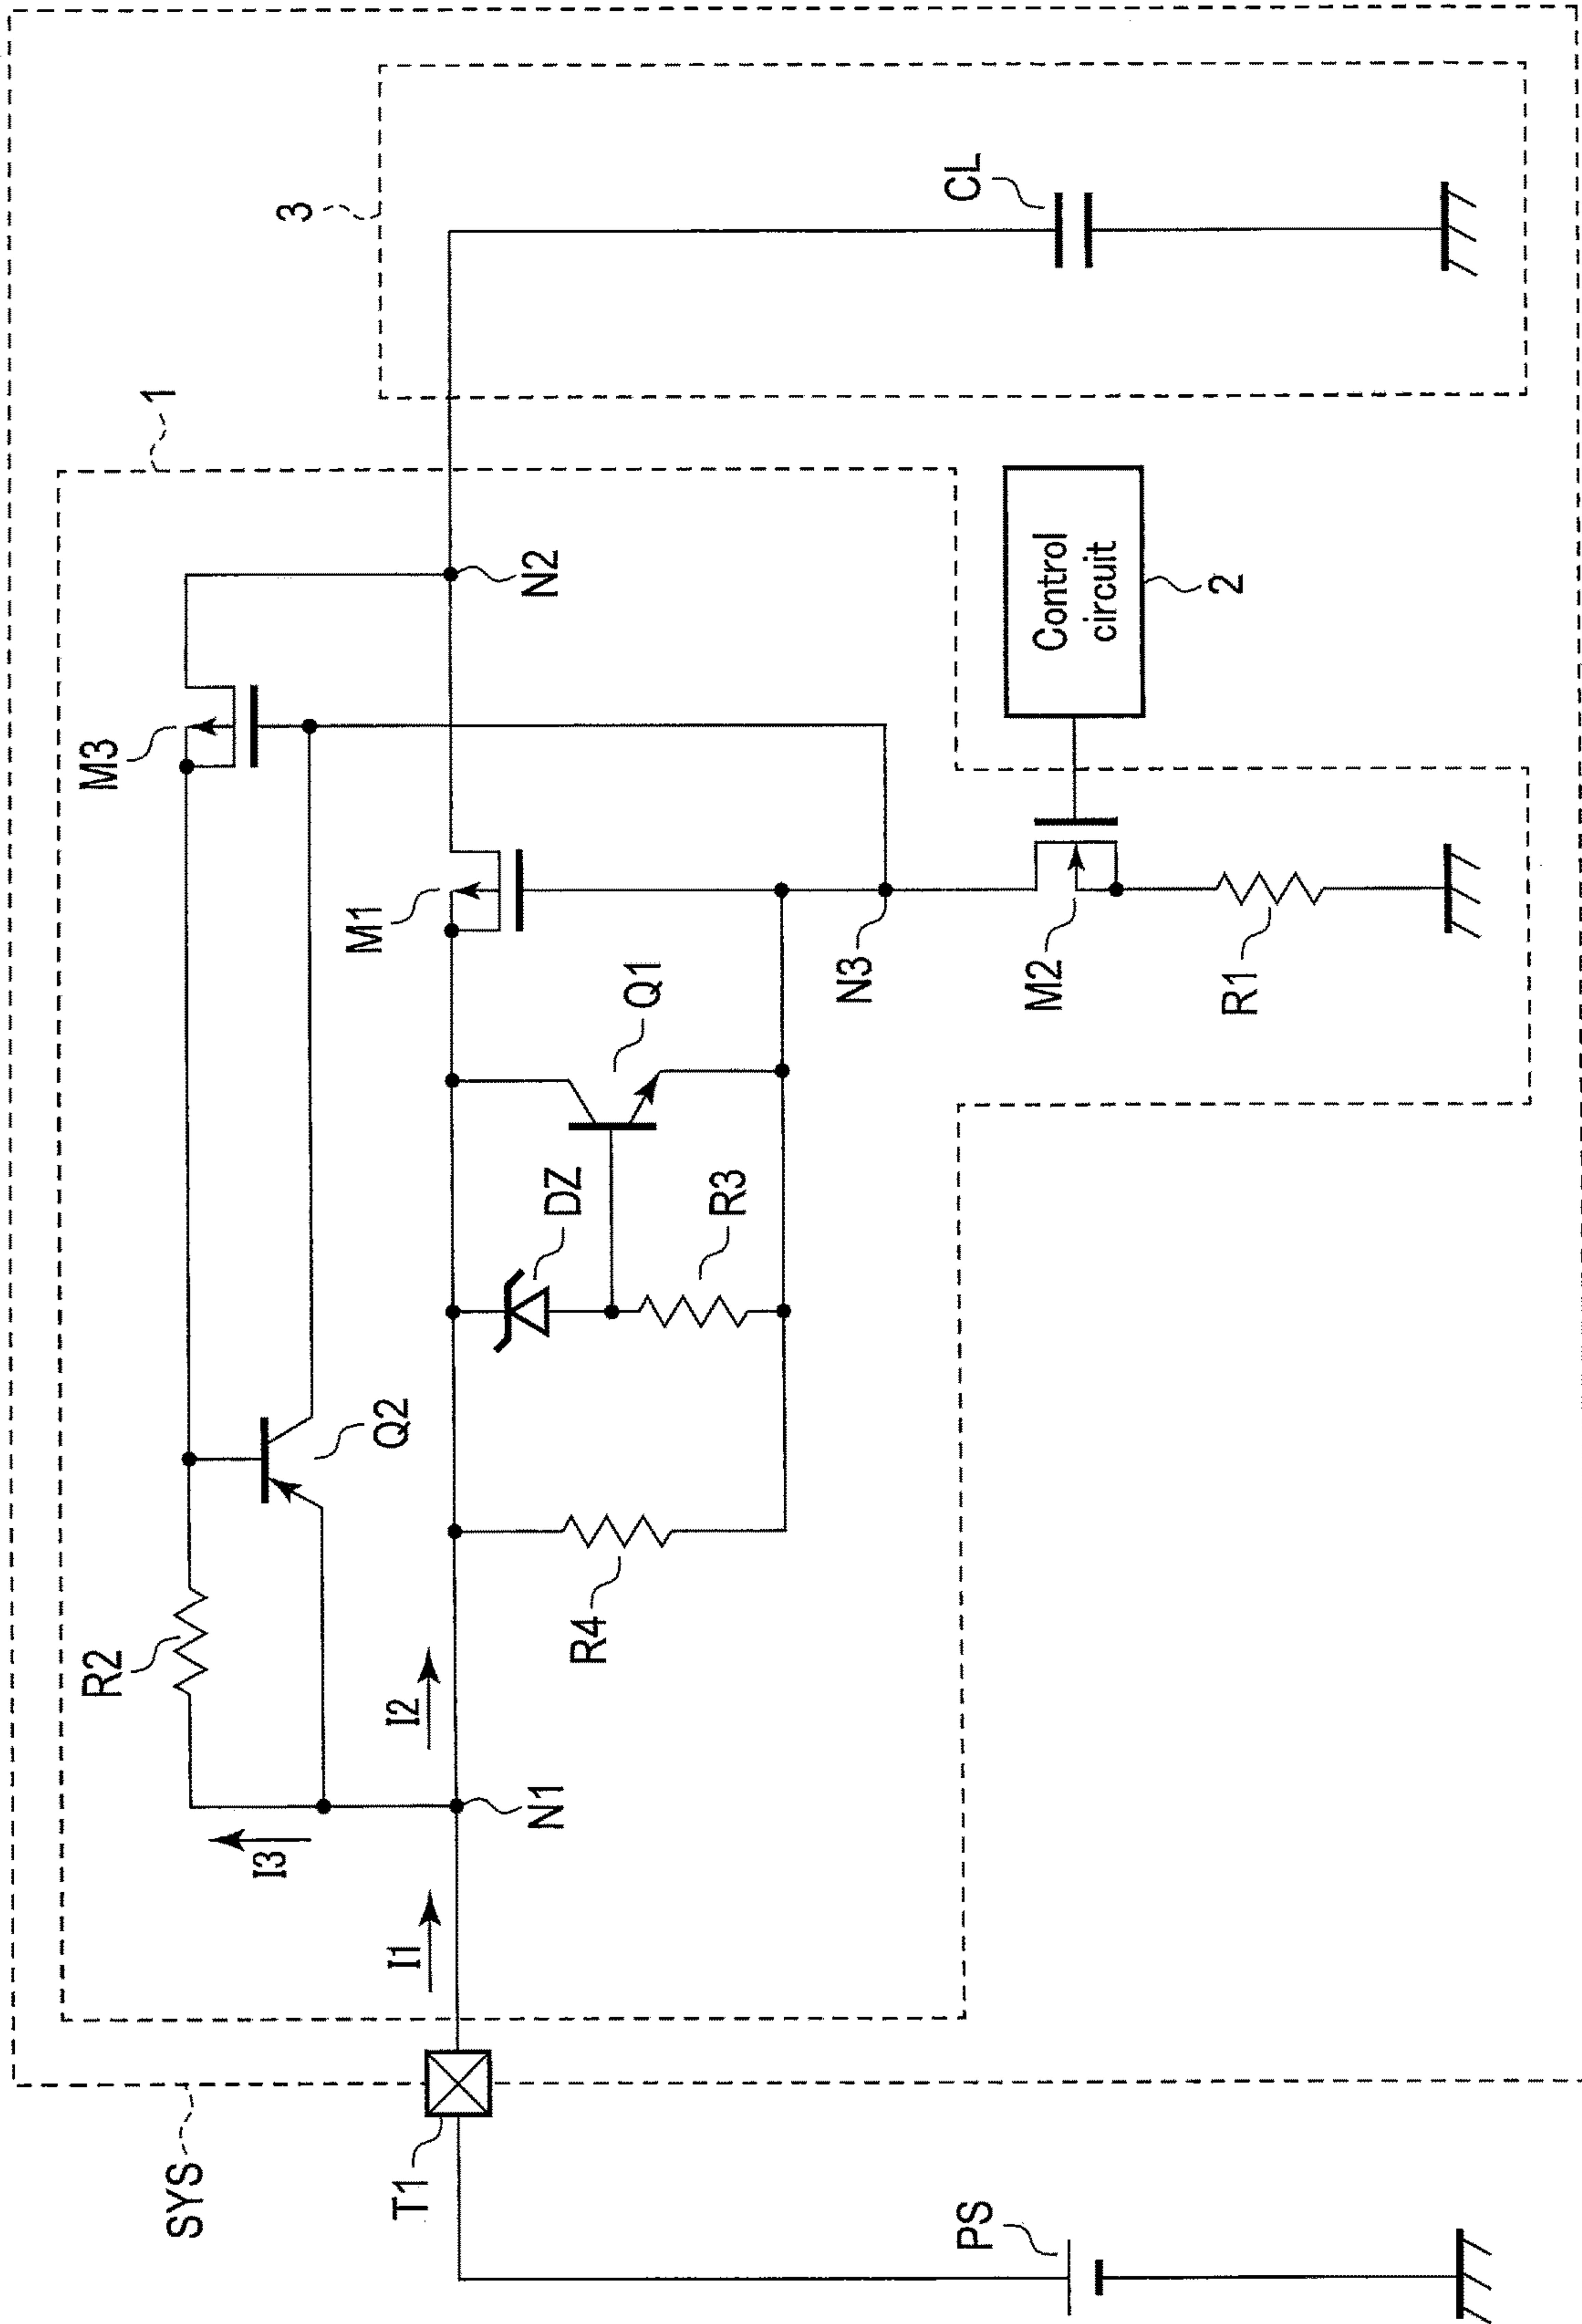 SYS
T1
PS
1
I1
I3
N1
I2
R2
R4
Q2
DZ
R3
Q1
M1
M3
N3
M2
R1
N2
Control
circuit
2
3
CL